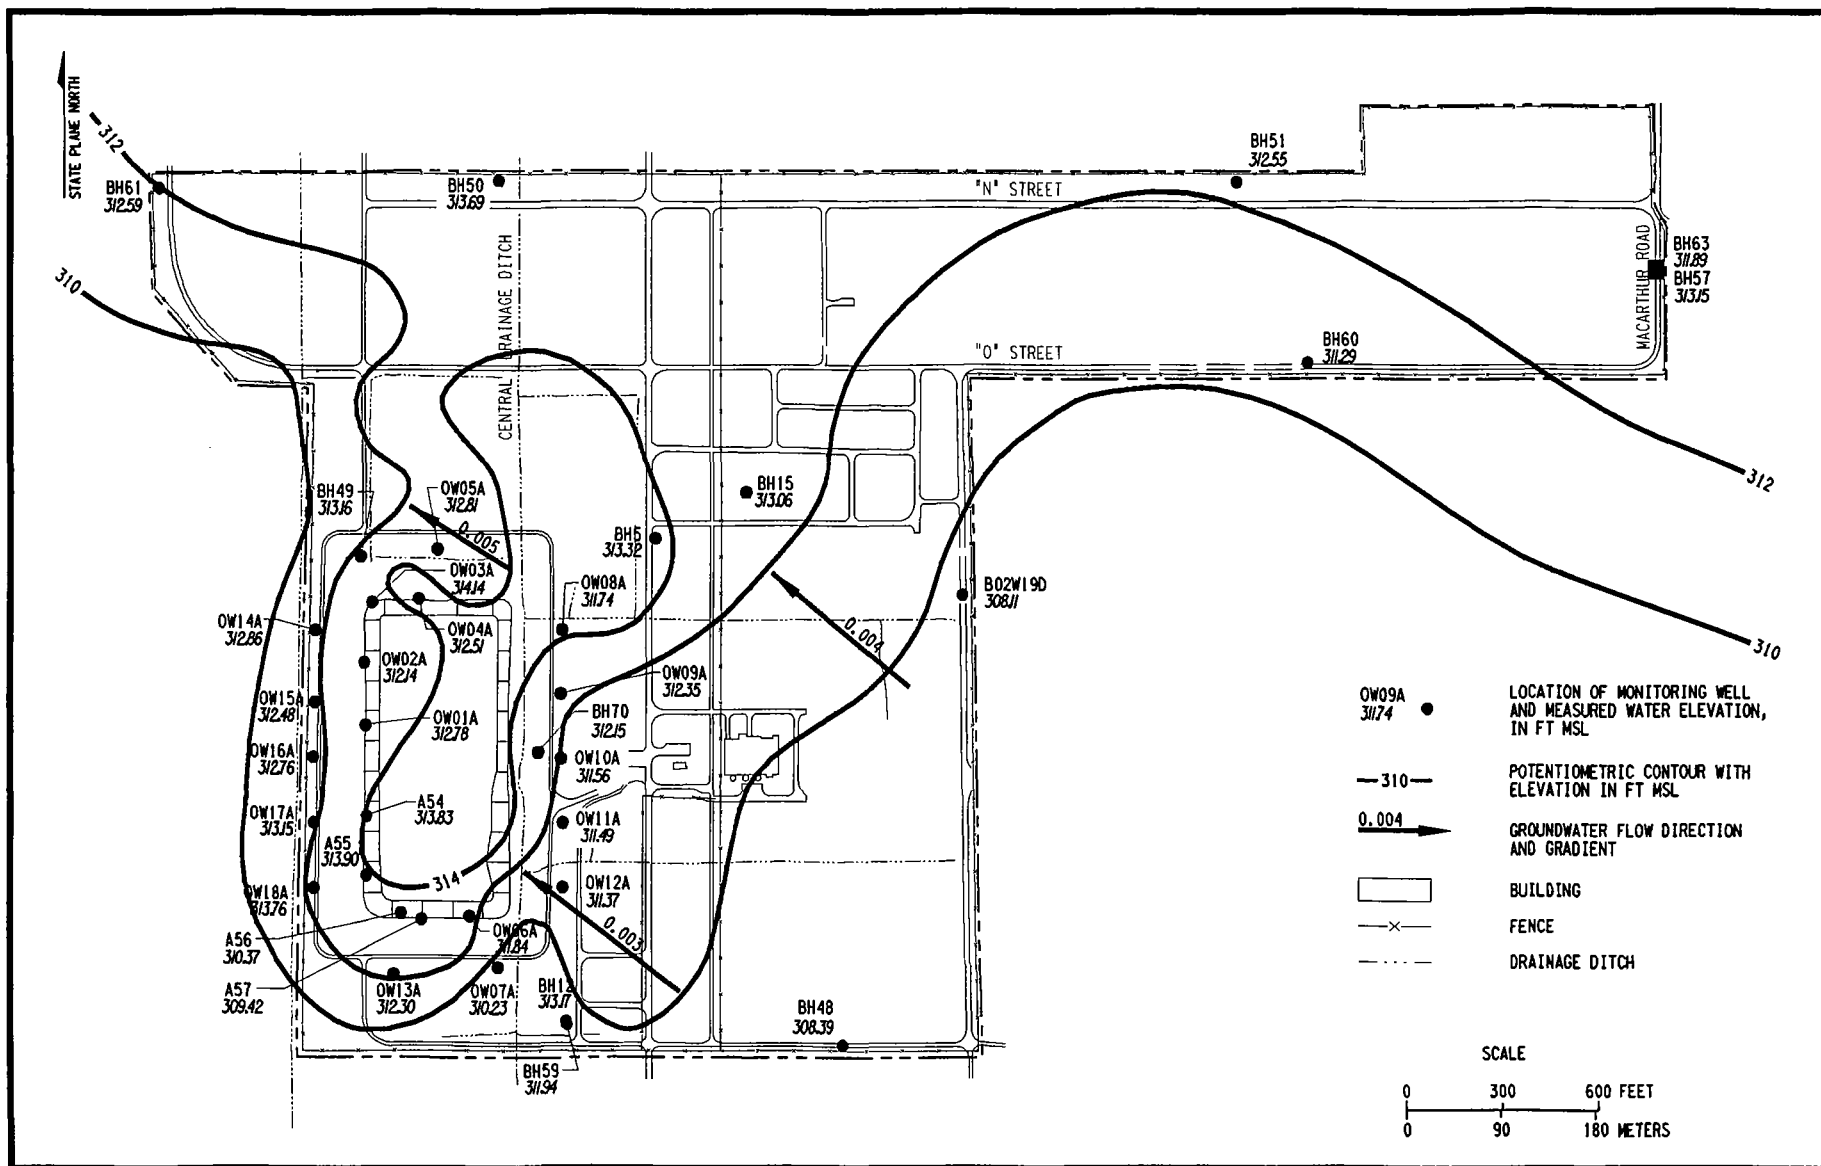 STATE PLANE NORTH
312
BH61
312.59
310
BH50
313.69
CENTRAL DRAINAGE DITCH
"N" STREET
BH51
312.55
MACARTHUR ROAD
BH63
311.89
BH57
313.15
"O" STREET
BH60
311.29
BH49
313.16
OW05A
312.81
0.005
BH15
313.06
BH5
313.32
312
OW03A
314.14
OW08A
311.74
B02W19D
308.11
OW14A
312.86
OW04A
312.51
0.004
310
OW02A
312.14
OW09A
312.35
OW15A
312.48
OW01A
312.78
BH70
312.15
OW16A
312.76
OW10A
311.56
OW17A
313.15
A54
313.83
OW11A
311.49
A55
313.90
314
OW18A
313.76
OW12A
311.37
0.003
OW06A
311.84
A56
310.37
A57
309.42
OW13A
312.30
OW07A
310.23
BH12
313.17
BH48
308.39
BH59
311.94
OW09A
311.74
LOCATION OF MONITORING WELL
AND MEASURED WATER ELEVATION,
IN FT MSL
310
POTENTIOMETRIC CONTOUR WITH
ELEVATION IN FT MSL
0.004
GROUNDWATER FLOW DIRECTION
AND GRADIENT
BUILDING
FENCE
DRAINAGE DITCH
SCALE
0 300 600 FEET
0 90 180 METERS